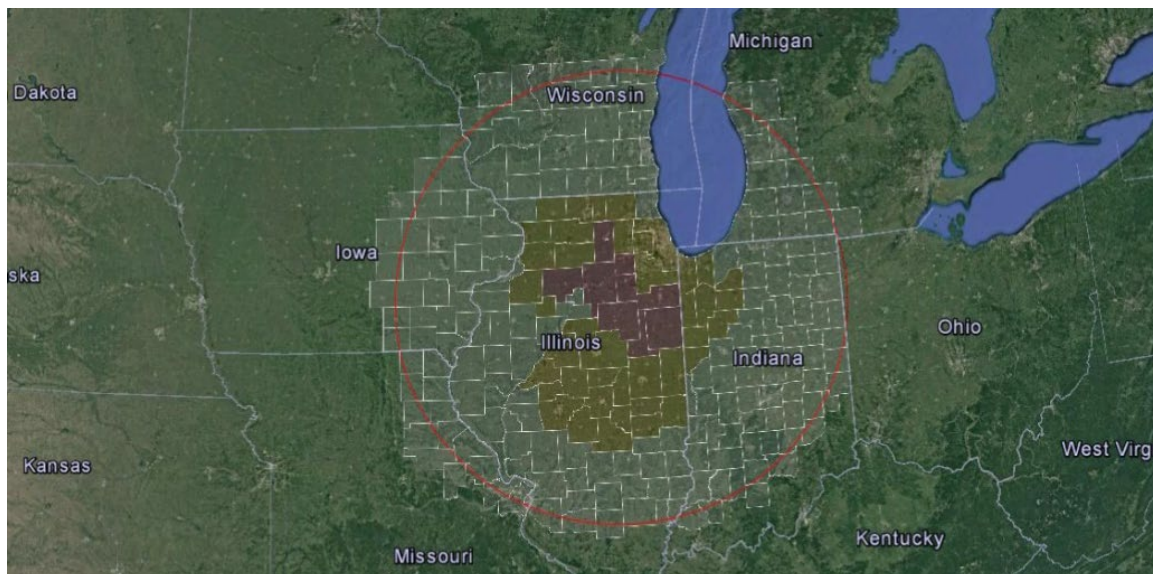 Michigan
Dakota
Wisconsin
Iowa
ska
Illinois
Indiana
Ohio
Kansas
West Virg
Kentucky
Missouri